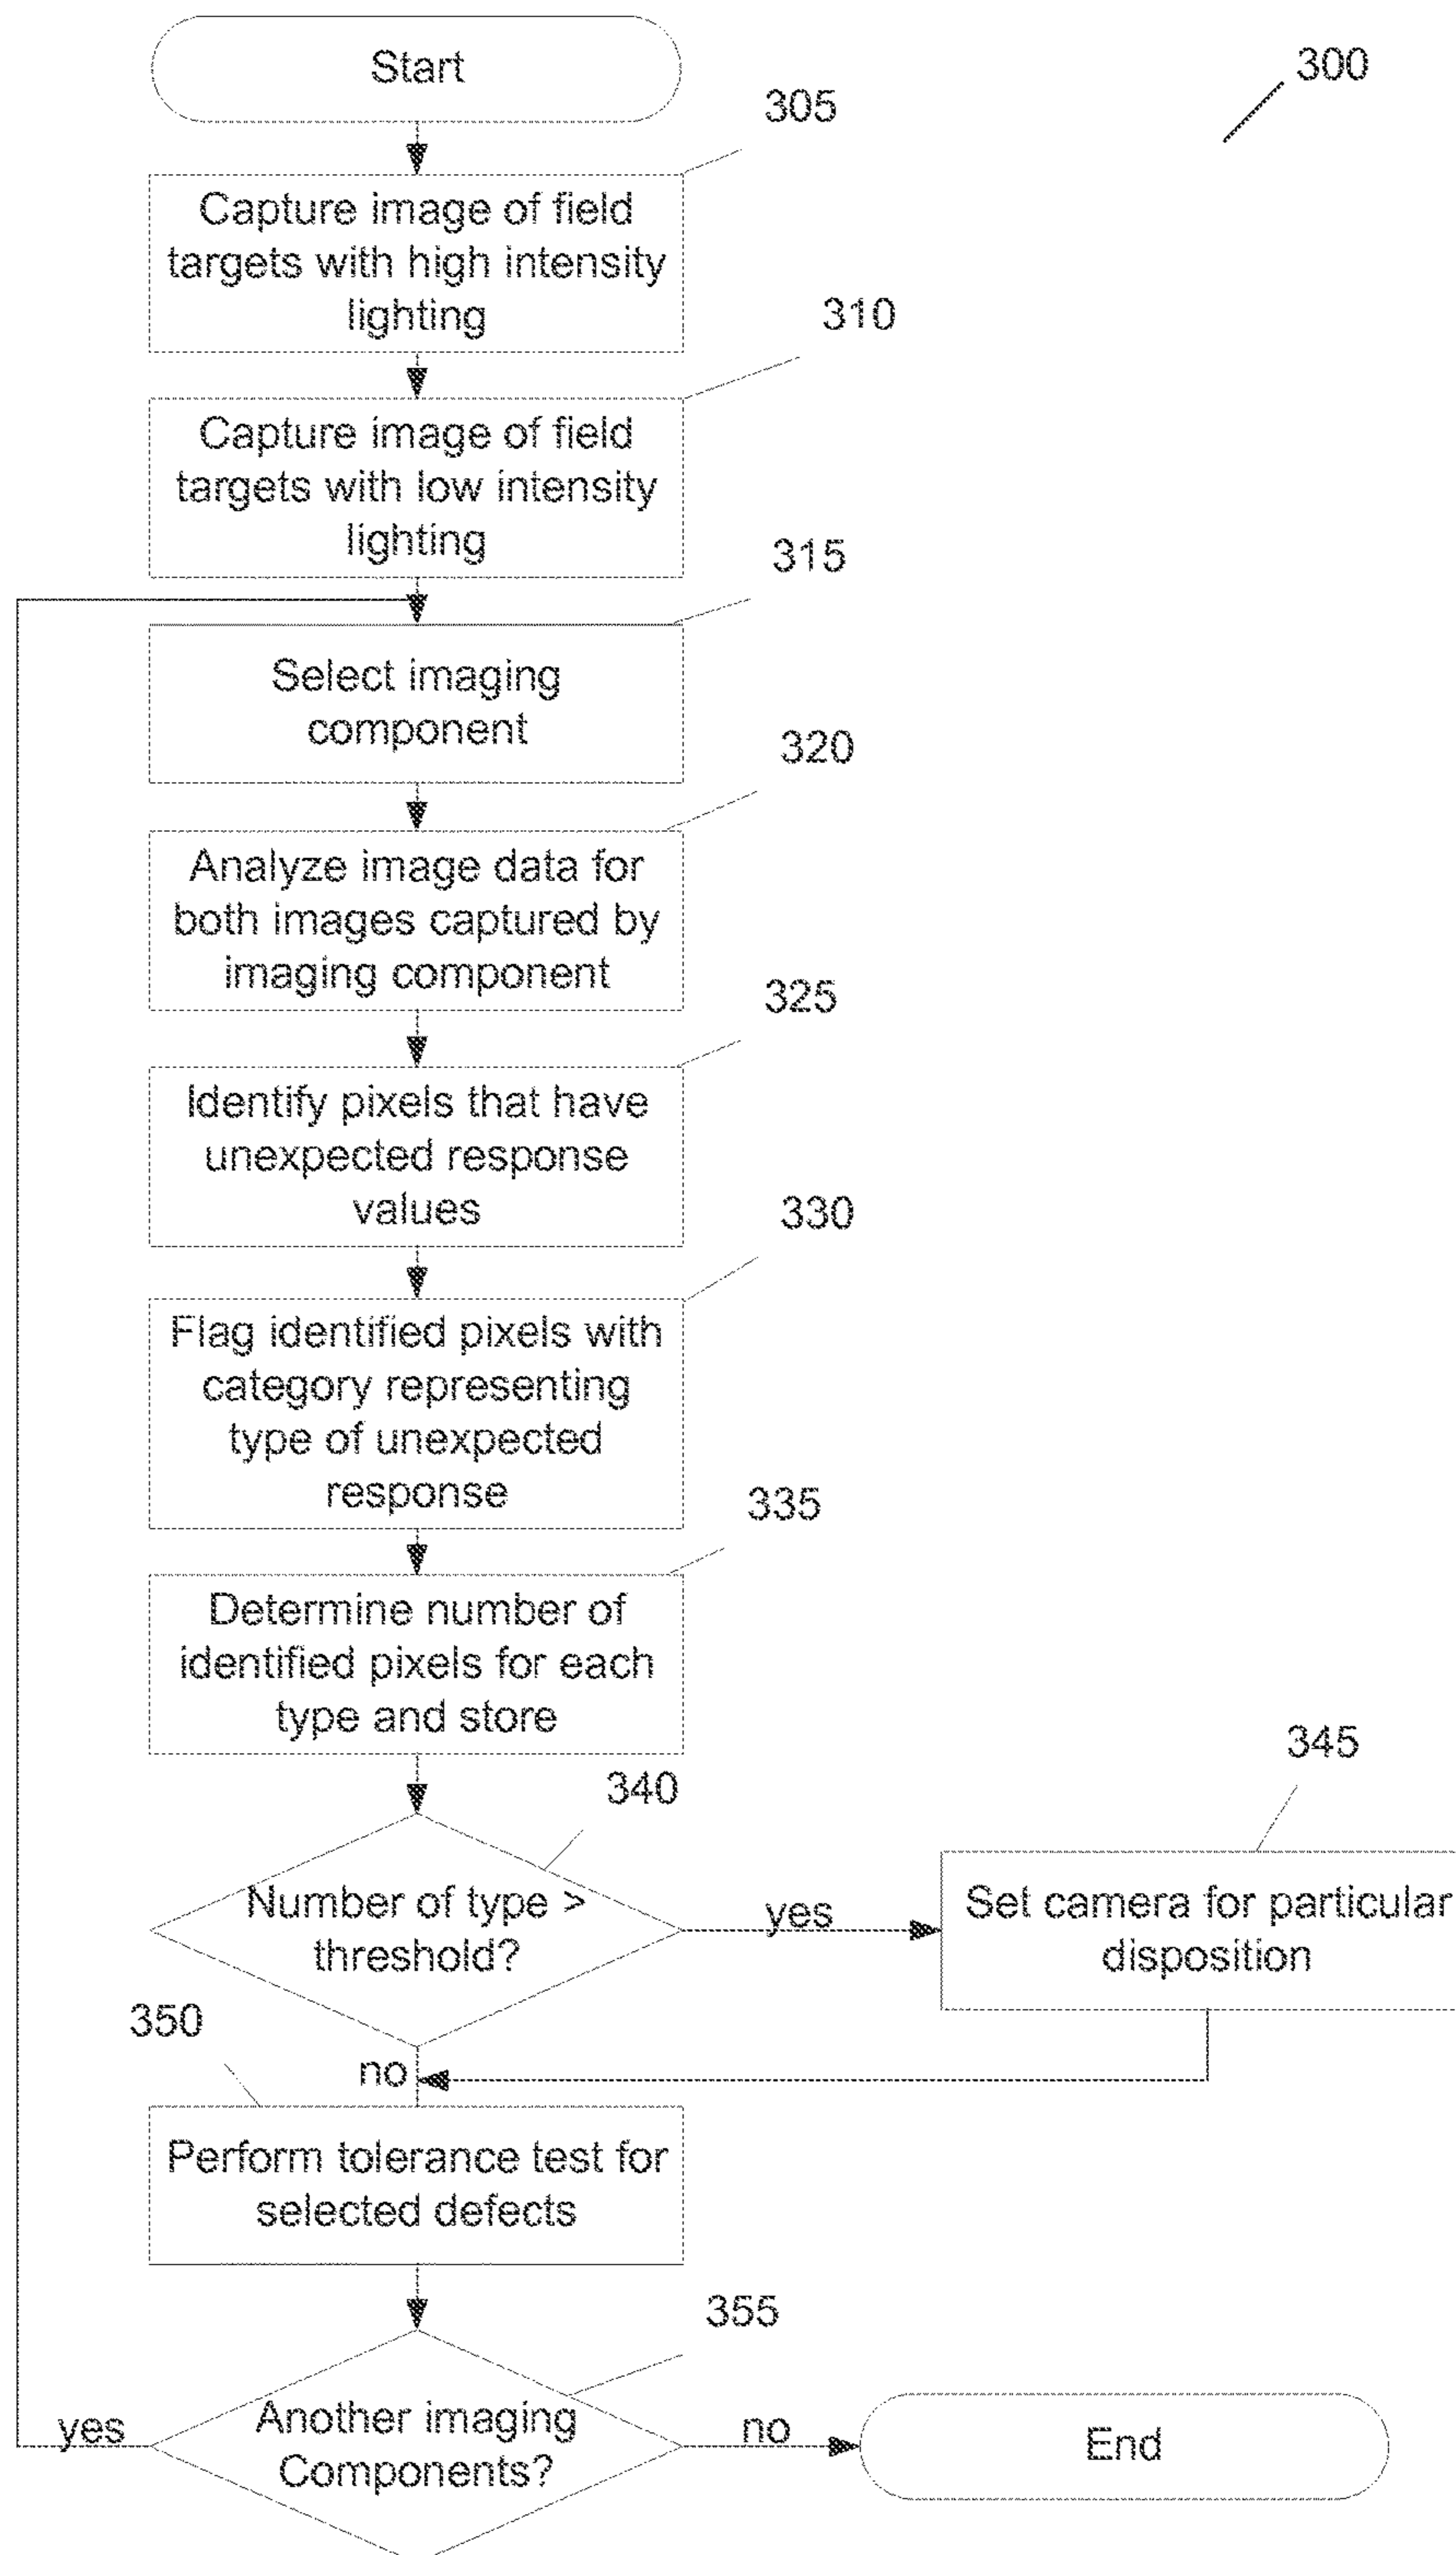 Start
300
305
Capture image of field
targets with high intensity
lighting
310
Capture image of field
targets with low intensity
lighting
315
Select imaging
component
320
Analyze image data for
both images captured by
imaging component
325
Identify pixels that have
unexpected response
values
330
Flag identified pixels with
category representing
type of unexpected
response
335
Determine number of
identified pixels for each
type and store
340
Number of type >
threshold?
yes
345
Set camera for particular
disposition
350
no
Perform tolerance test for
selected defects
355
Another imaging
Components?
yes
no
End